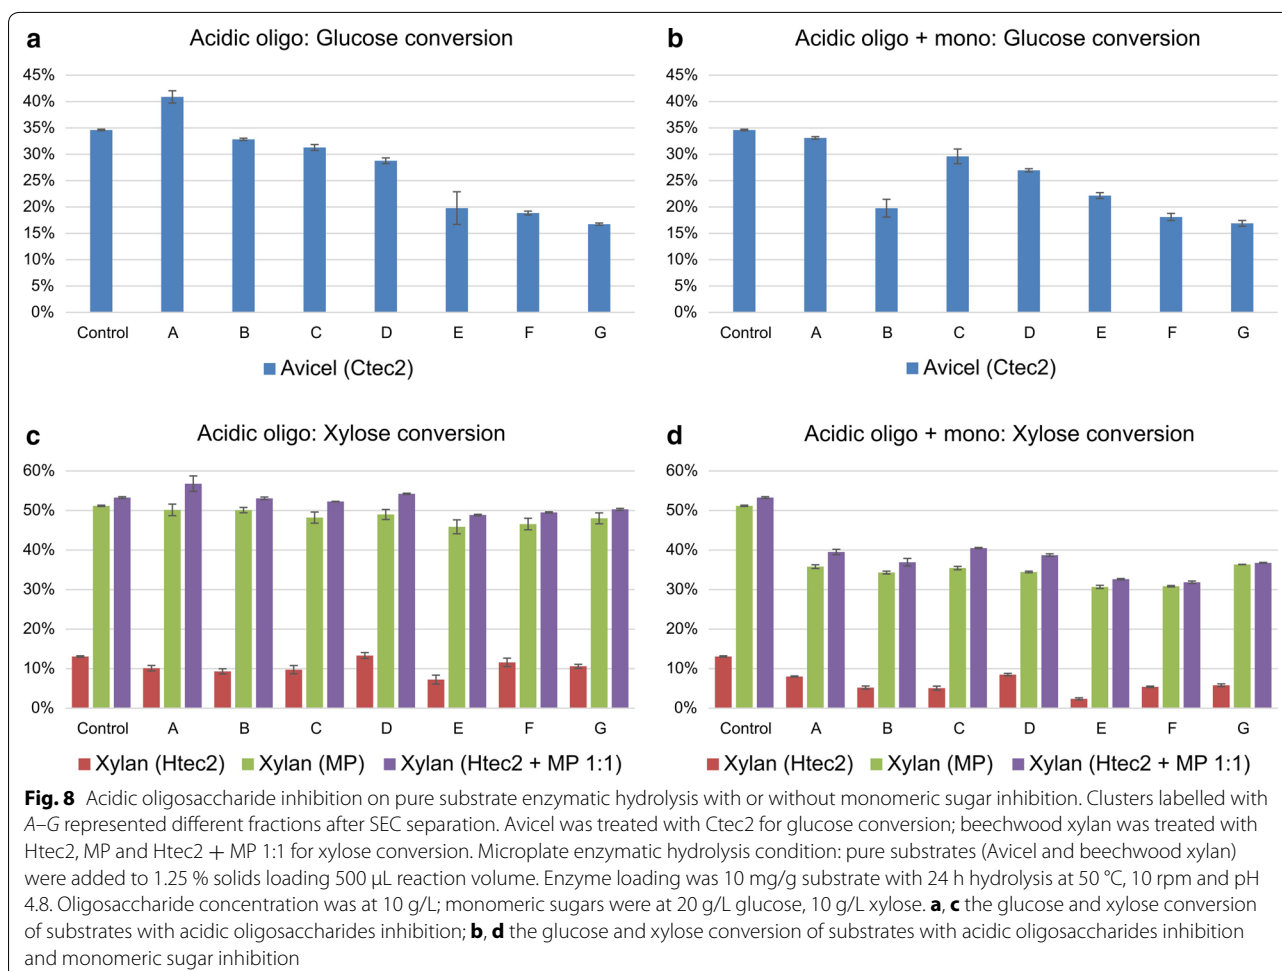 a
Acidic oligo: Glucose conversion
45%
40%
35%
30%
25%
20%
15%
10%
5%
0%
Control A B C D E F G
Avicel (Ctec2)
b
Acidic oligo + mono: Glucose conversion
45%
40%
35%
30%
25%
20%
15%
10%
5%
0%
Control A B C D E F G
Avicel (Ctec2)
c
Acidic oligo: Xylose conversion
60%
50%
40%
30%
20%
10%
0%
Control A B C D E F G
Xylan (Htec2) Xylan (MP) Xylan (Htec2 + MP 1:1)
d
Acidic oligo + mono: Xylose conversion
60%
50%
40%
30%
20%
10%
0%
Control A B C D E F G
Xylan (Htec2) Xylan (MP) Xylan (Htec2 + MP 1:1)
Fig. 8 Acidic oligosaccharide inhibition on pure substrate enzymatic hydrolysis with or without monomeric sugar inhibition. Clusters labelled with
A–G represented different fractions after SEC separation. Avicel was treated with Ctec2 for glucose conversion; beechwood xylan was treated with
Htec2, MP and Htec2 + MP 1:1 for xylose conversion. Microplate enzymatic hydrolysis condition: pure substrates (Avicel and beechwood xylan)
were added to 1.25 % solids loading 500 μL reaction volume. Enzyme loading was 10 mg/g substrate with 24 h hydrolysis at 50 °C, 10 rpm and pH
4.8. Oligosaccharide concentration was at 10 g/L; monomeric sugars were at 20 g/L glucose, 10 g/L xylose. a, c the glucose and xylose conversion
of substrates with acidic oligosaccharides inhibition; b, d the glucose and xylose conversion of substrates with acidic oligosaccharides inhibition
and monomeric sugar inhibition